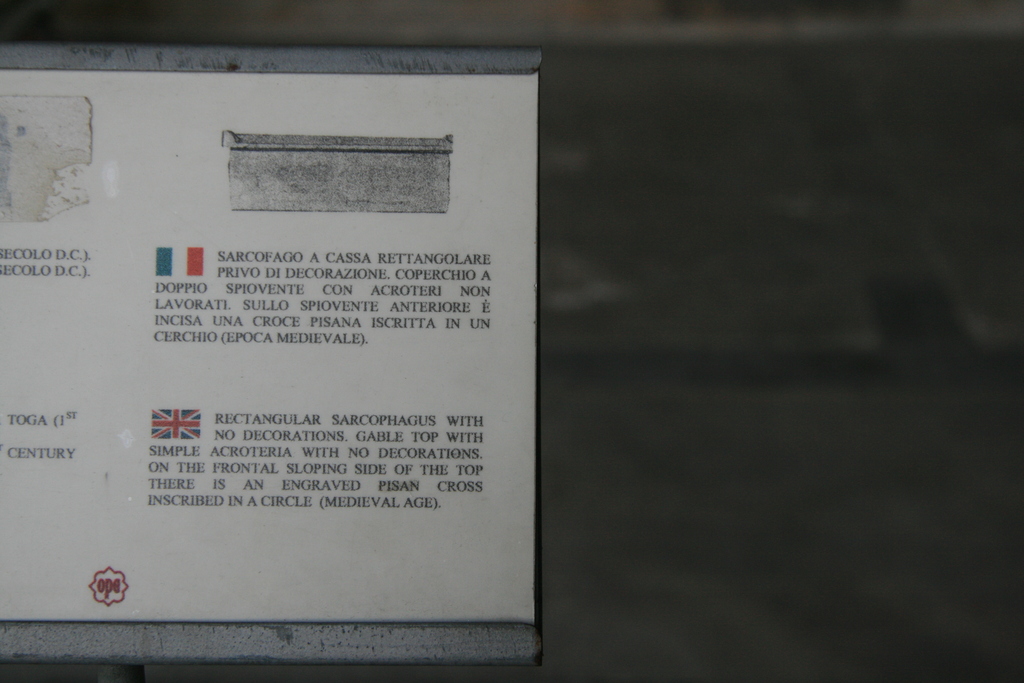 SECOLO D.C.).
SECOLO D.C.).
TOGA (1ST
CENTURY
SARCOFAGO A CASSA RETTANGOLARE
PRIVO DI DECORAZIONE. COPERCHIO A
DOPPIO SPIOVENTE CON ACROTERI NON
LAVORATI. SULLO SPIOVENTE ANTERIORE È
INCISA UNA CROCE PISANA ISCRITTA IN UN
CERCHIO (EPOCA MEDIEVALE).
RECTANGULAR SARCOPHAGUS WITH
NO DECORATIONS. GABLE TOP WITH
SIMPLE ACROTERIA WITH NO DECORATIONS.
ON THE FRONTAL SLOPING SIDE OF THE TOP
THERE IS AN ENGRAVED PISAN CROSS
INSCRIBED IN A CIRCLE (MEDIEVAL AGE).
opa